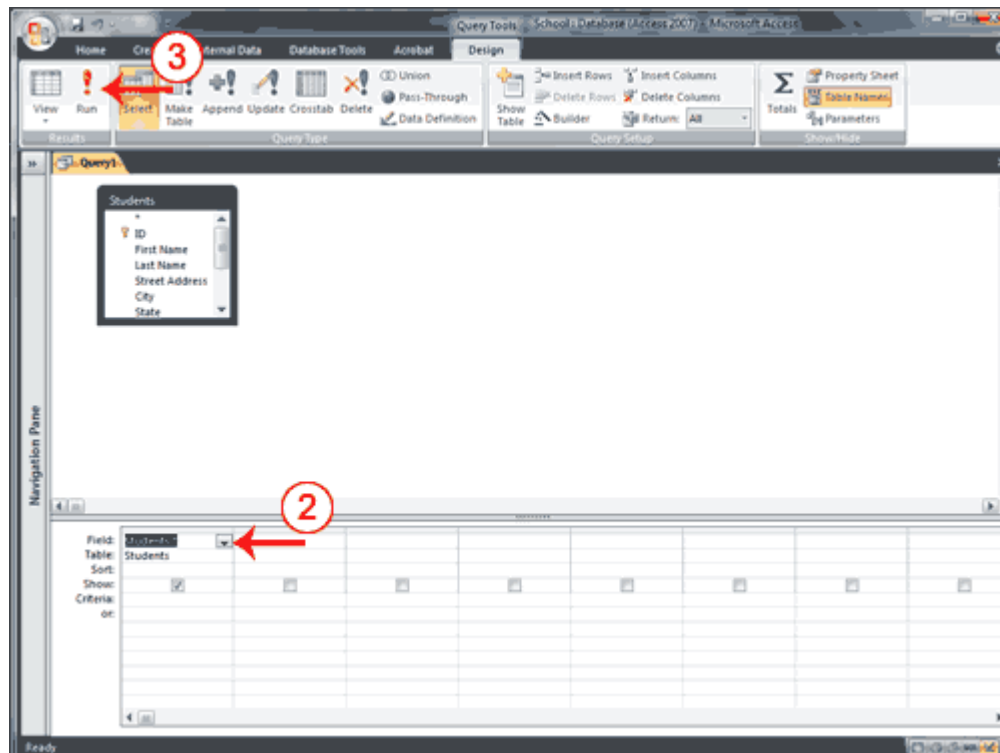 Query Tools School : Database (Access 2007) - Microsoft Access
Home ternal Data Database Tools Acrobat Design
3
View Run Select Make Table Append Update Crosstab Delete
Union
Pass-Through
Data Definition
Show Table
Insert Rows
Delete Rows
Builder
Insert Columns
Delete Columns
Return: All
Totals
Property Sheet
Table Names
Parameters
Results Query Type Query Setup Show/Hide
Query1
Students
*
ID
First Name
Last Name
Street Address
City
State
Navigation Pane
2
Field:
Table: Students
Sort:
Show:
Criteria:
or:
Ready